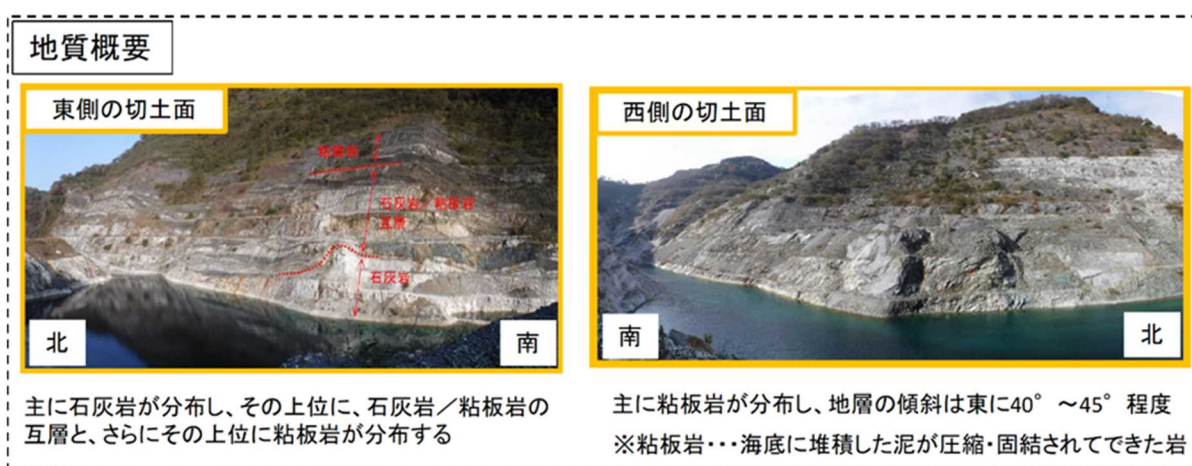 地質概要
東側の切土面
粘板岩
石灰岩／粘板岩
互層
石灰岩
北
南
主に石灰岩が分布し、その上位に、石灰岩／粘板岩の
互層と、さらにその上位に粘板岩が分布する
西側の切土面
南
北
主に粘板岩が分布し、地層の傾斜は東に40°～45°程度
※粘板岩・・・海底に堆積した泥が圧縮・固結されてできた岩